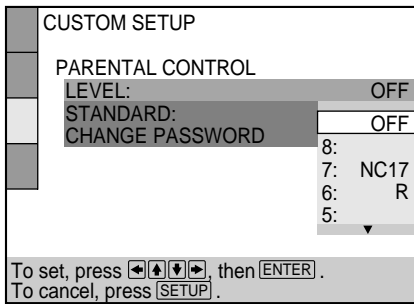 CUSTOM SETUP
PARENTAL CONTROL
LEVEL: OFF
STANDARD:
OFF
CHANGE PASSWORD
8:
7: NC17
6: R
5:
To set, press , then ENTER .
To cancel, press SETUP .